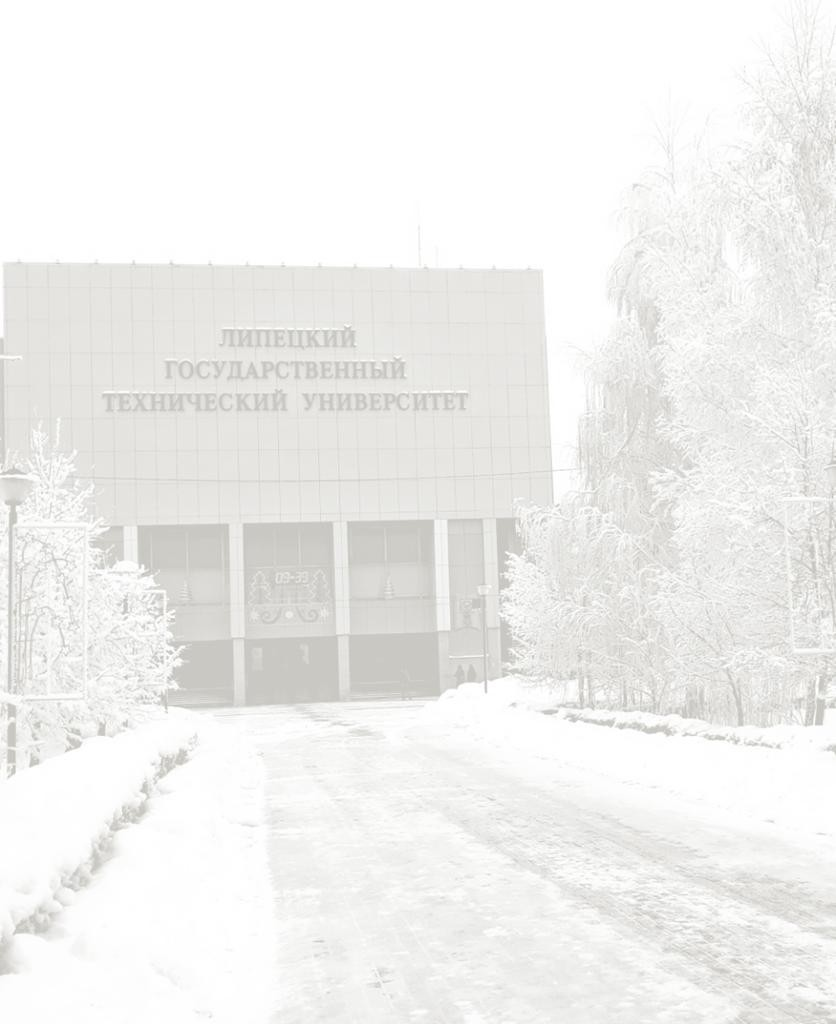 ЛИПЕЦКИЙ
ГОСУДАРСТВЕННЫЙ
ТЕХНИЧЕСКИЙ УНИВЕРСИТЕТ
09-39